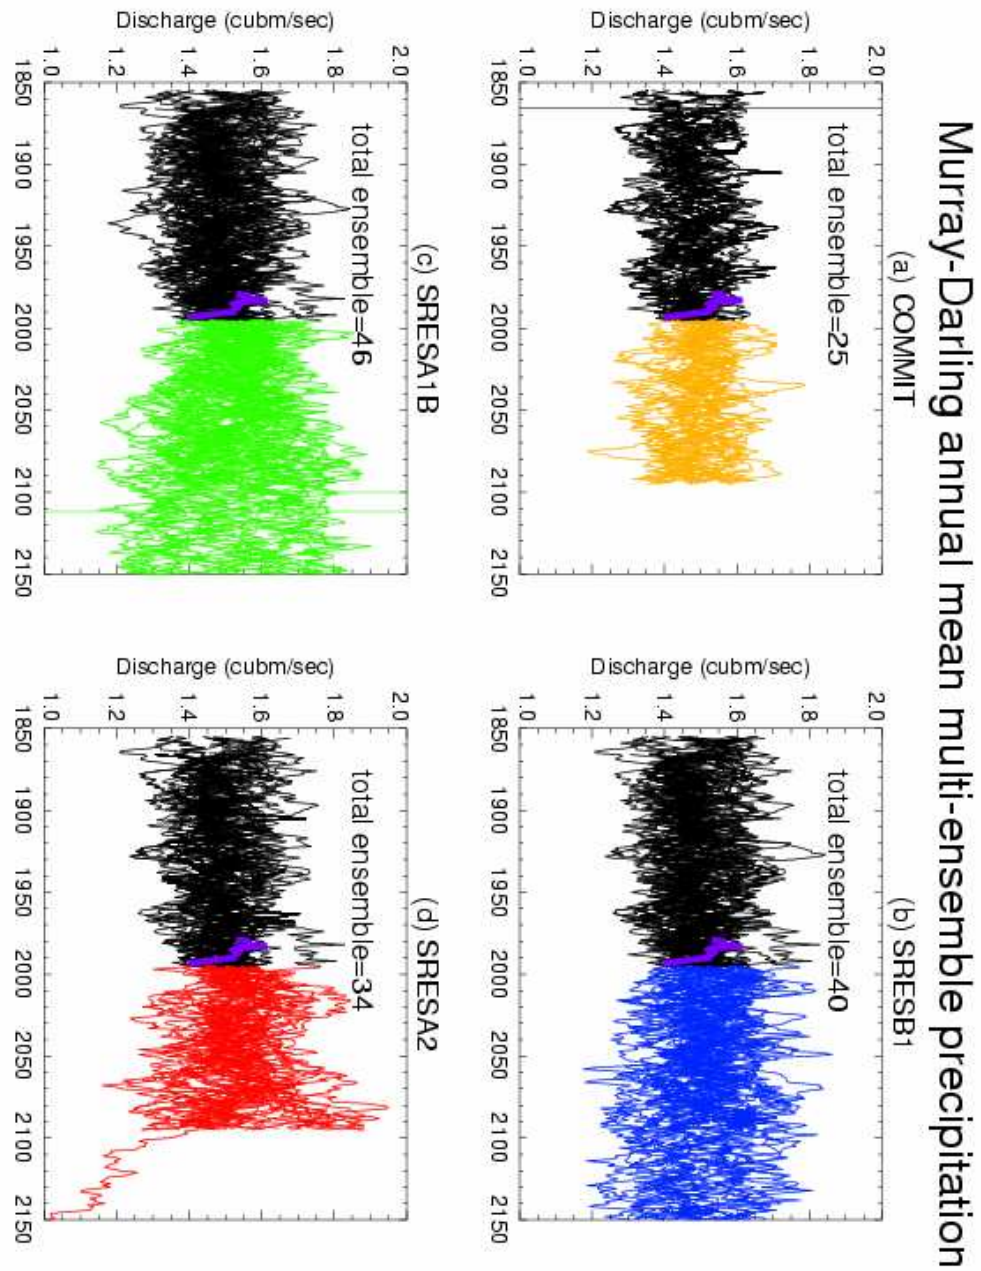 Murray-Darling annual mean multi-ensemble precipitation
(a) COMMIT
total ensemble=25
Discharge (cubm/sec)
2.0
1.8
1.6
1.4
1.2
1.0
1850 1900 1950 2000 2050 2100 2150
(b) SRESB1
total ensemble=40
Discharge (cubm/sec)
2.0
1.8
1.6
1.4
1.2
1.0
1850 1900 1950 2000 2050 2100 2150
(c) SRESA1B
total ensemble=46
Discharge (cubm/sec)
2.0
1.8
1.6
1.4
1.2
1.0
1850 1900 1950 2000 2050 2100 2150
(d) SRESA2
total ensemble=34
Discharge (cubm/sec)
2.0
1.8
1.6
1.4
1.2
1.0
1850 1900 1950 2000 2050 2100 2150